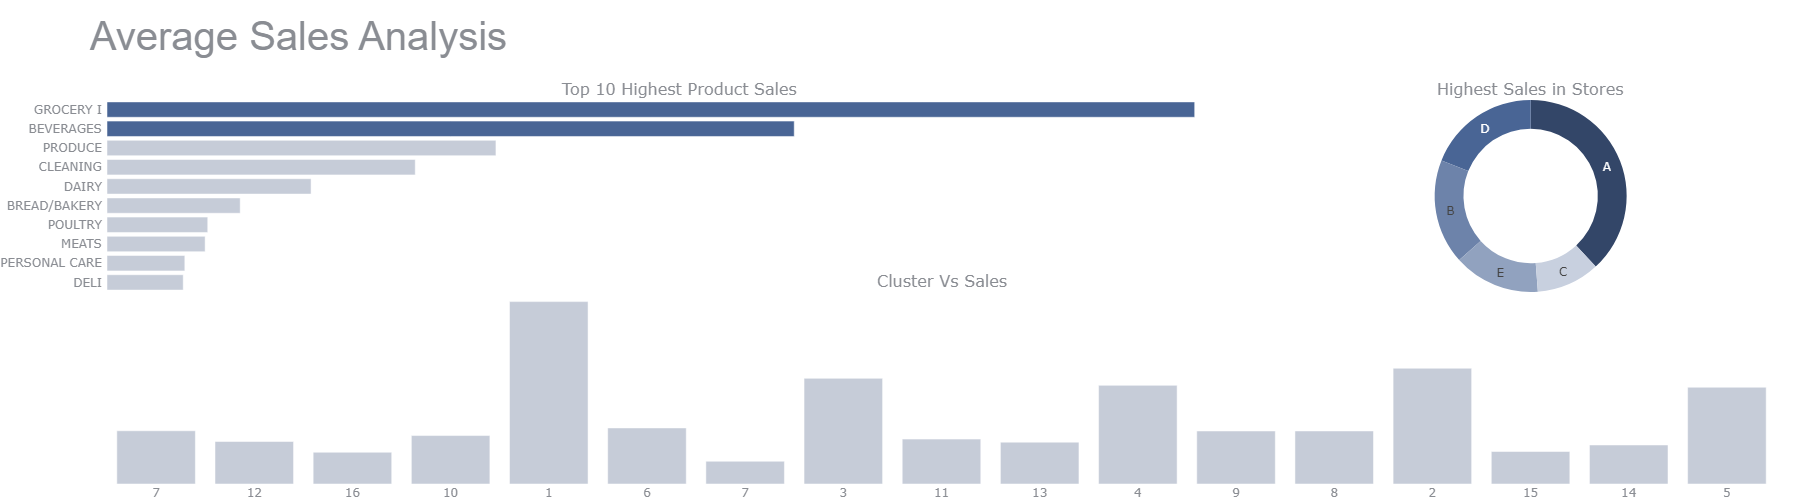 Average Sales Analysis
Top 10 Highest Product Sales
GROCERY I
BEVERAGES
PRODUCE
CLEANING
DAIRY
BREAD/BAKERY
POULTRY
MEATS
PERSONAL CARE
DELI
Highest Sales in Stores
D
A
B
E
C
Cluster Vs Sales
7 12 16 10 1 6 7 3 11 13 4 9 8 2 15 14 5